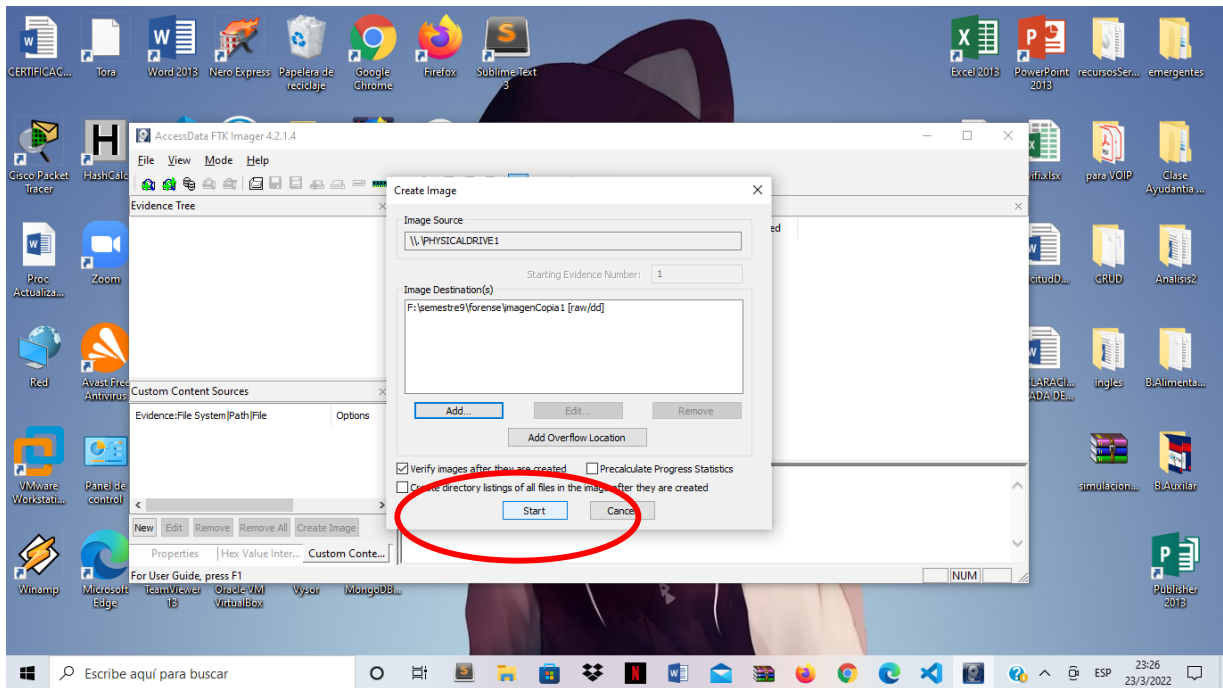 CERTIFICAC...
Tora
Word 2013
Nero Express
Papelera de reciclaje
Google Chrome
Firefox
Sublime Text 3
Excel 2013
PowerPoint 2013
recursosSer...
emergentes
Cisco Packet Tracer
HashCalc
para VOIP
Clase Ayudantia ...
Proc Actualiza...
Zoom
CRUD
Analisis2
Red
Avast Free Antivirus
ingles
B.Alimenta...
VMware Workstati...
Panel de control
simulacion...
B.Auxiliar
Winamp
Microsoft Edge
TeamViewer 13
Oracle VM VirtualBox
Vysor
MongoDB...
Publisher 2013
AccessData FTK Imager 4.2.1.4
File View Mode Help
Evidence Tree
Custom Content Sources
Evidence:File System|Path|File
Options
New Edit Remove Remove All Create Image
Properties Hex Value Inter... Custom Conte...
For User Guide, press F1
NUM
Create Image
Image Source
\\.\PHYSICALDRIVE1
Starting Evidence Number: 1
Image Destination(s)
F:\semestre9\forense\imagenCopia1 [raw/dd]
Add... Edit... Remove
Add Overflow Location
Verify images after they are created
Precalculate Progress Statistics
Create directory listings of all files in the image after they are created
Start Cancel
Escribe aquí para buscar
ESP
23:26
23/3/2022